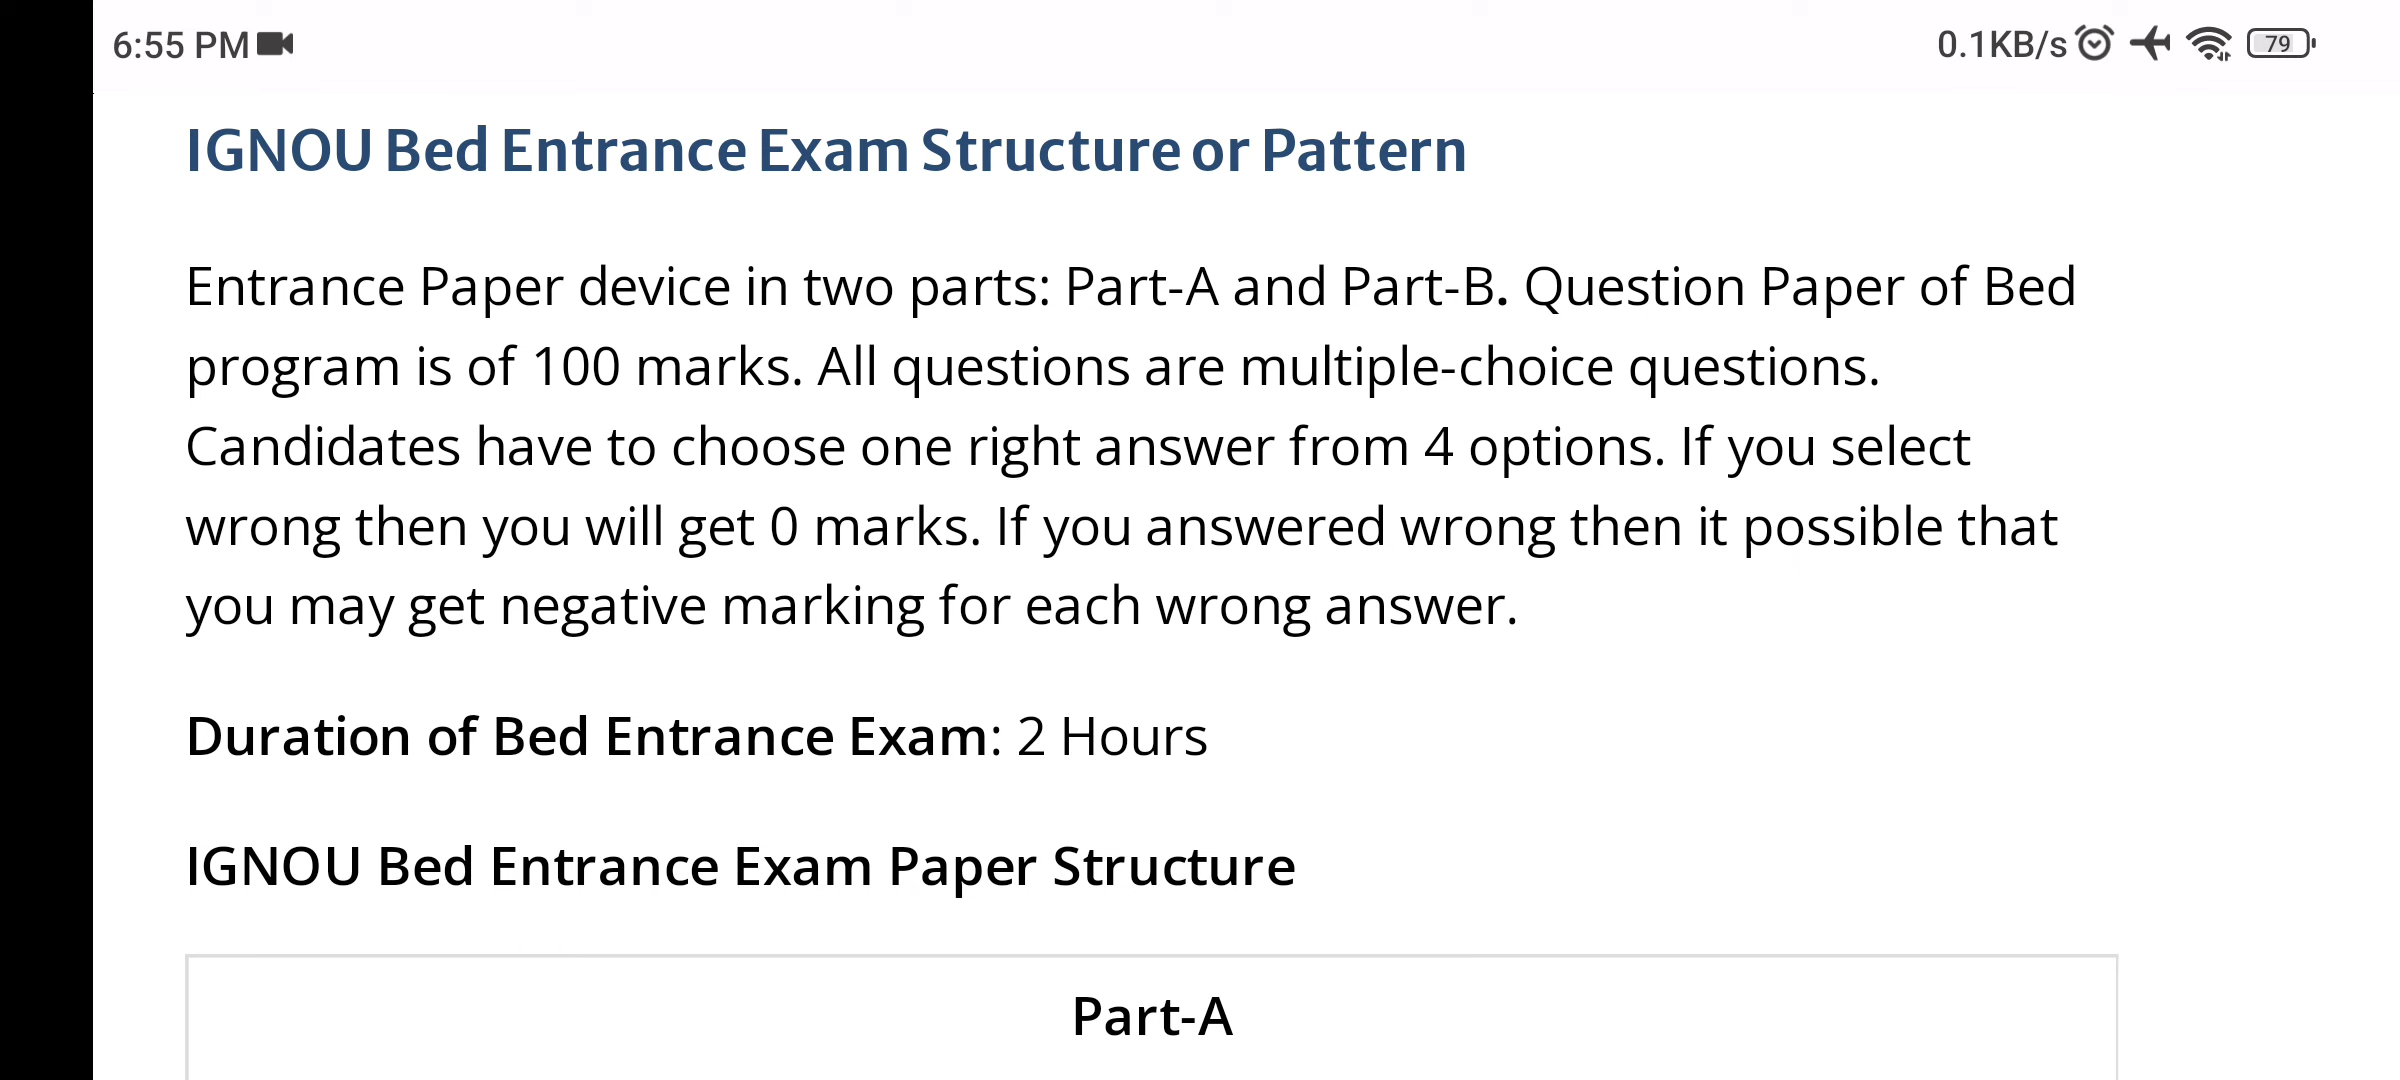 6:55 PM
0.1KB/s
79
IGNOU Bed Entrance Exam Structure or Pattern
Entrance Paper device in two parts: Part-A and Part-B. Question Paper of Bed
program is of 100 marks. All questions are multiple-choice questions.
Candidates have to choose one right answer from 4 options. If you select
wrong then you will get 0 marks. If you answered wrong then it possible that
you may get negative marking for each wrong answer.
Duration of Bed Entrance Exam: 2 Hours
IGNOU Bed Entrance Exam Paper Structure
Part-A